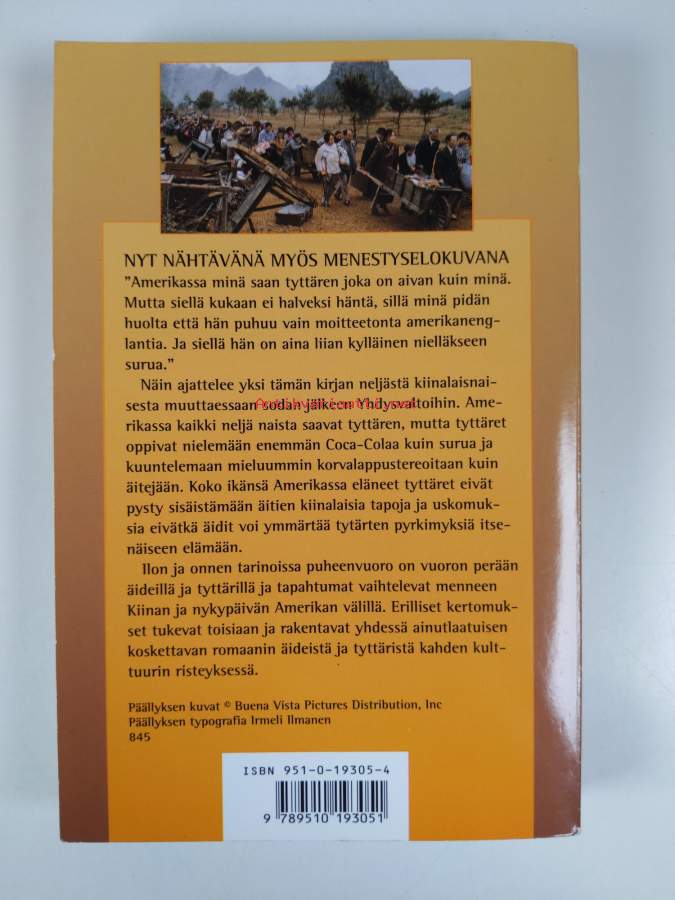 NYT NÄHTÄVÄNÄ MYÖS MENESTYSELOKUVANA
”Amerikassa minä saan tyttären joka on aivan kuin minä.
Mutta siellä kukaan ei halveksi häntä, sillä minä pidän
huolta että hän puhuu vain moitteetonta amerikaneng-
lantia. Ja siellä hän on aina liian kylläinen nielläkseen
surua.”
Näin ajattelee yksi tämän kirjan neljästä kiinalaisnai-
sesta muuttaessaan sodan jälkeen Yhdysvaltoihin. Ame-
rikassa kaikki neljä naista saavat tyttären, mutta tyttäret
oppivat nielemään enemmän Coca-Colaa kuin surua ja
kuuntelemaan mieluummin korvalappustereoitaan kuin
äitejään. Koko ikänsä Amerikassa eläneet tyttäret eivät
pysty sisäistämään äitien kiinalaisia tapoja ja uskomuk-
sia eivätkä äidit voi ymmärtää tytärten pyrkimyksiä itse-
näiseen elämään.
Ilon ja onnen tarinoissa puheenvuoro on vuoron perään
äideillä ja tyttärillä ja tapahtumat vaihtelevat menneen
Kiinan ja nykypäivän Amerikan välillä. Erilliset kertomuk-
set tukevat toisiaan ja rakentavat yhdessä ainutlaatuisen
koskettavan romaanin äideistä ja tyttäristä kahden kult-
tuurin risteyksessä.
Päällyksen kuvat © Buena Vista Pictures Distribution, Inc
Päällyksen typografia Irmeli Ilmanen
845
ISBN 951-0-19305-4
9 789510 193051